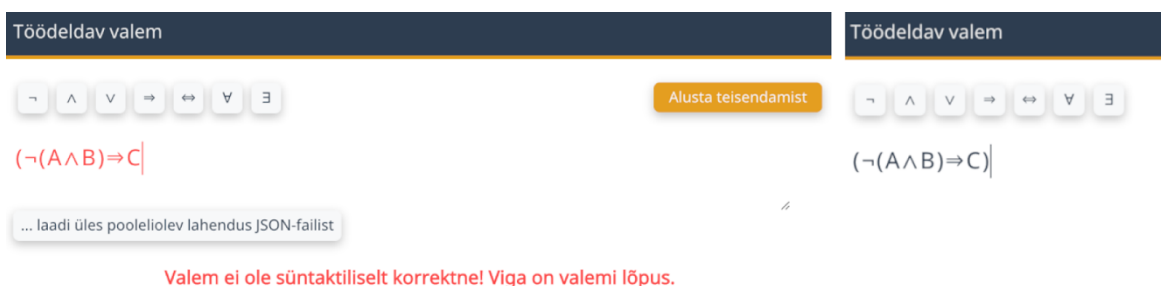 Töödeldav valem
¬ ∧ ∨ ⇒ ⇔ ∀ ∃
Alusta teisendamist
(¬(A∧B)⇒C
... laadi üles pooleliolev lahendus JSON-failist
Valem ei ole süntaktiliselt korrektne! Viga on valemi lõpus.
Töödeldav valem
¬ ∧ ∨ ⇒ ⇔ ∀ ∃
(¬(A∧B)⇒C)